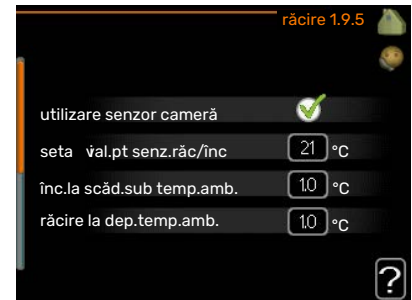 răcire 1.9.5
utilizare senzor cameră
seta val.pt senz.răc/înc 21 °C
înc.la scăd.sub temp.amb. 1.0 °C
răcire la dep.temp.amb. 1.0 °C
?